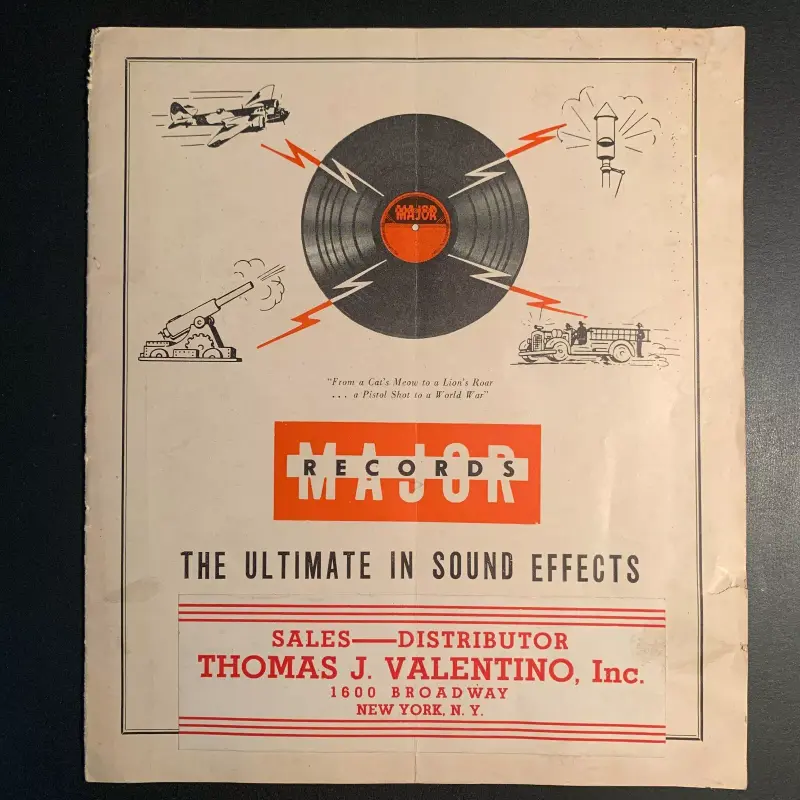 MAJOR
"From a Cat's Meow to a Lion's Roar
... a Pistol Shot to a World War"
MAJOR
RECORDS
THE ULTIMATE IN SOUND EFFECTS
SALES—DISTRIBUTOR
THOMAS J. VALENTINO, Inc.
1600 BROADWAY
NEW YORK, N. Y.